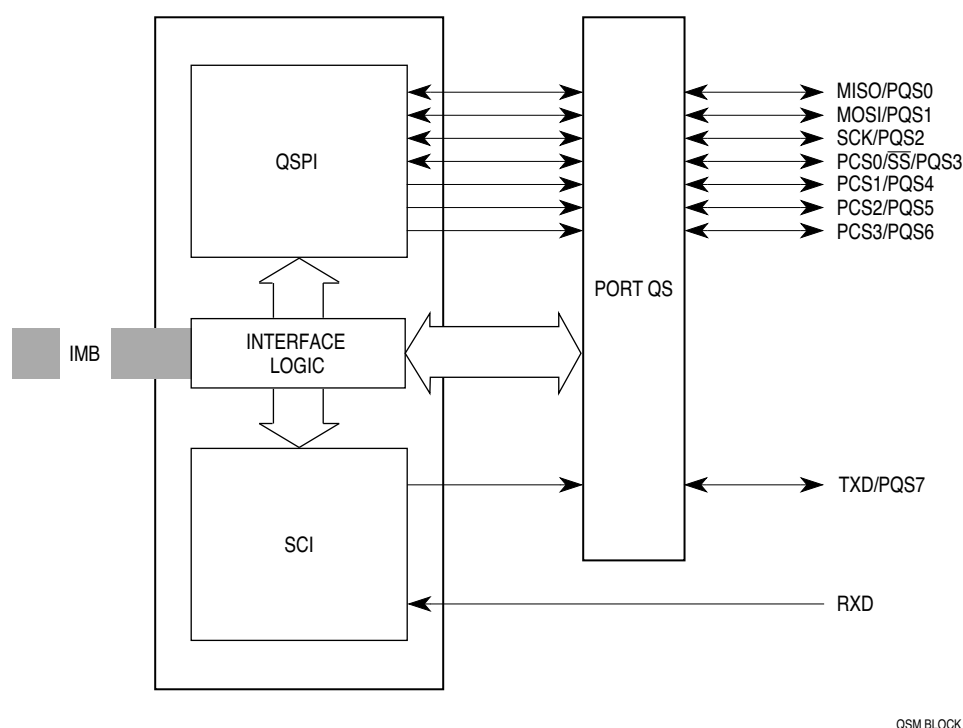 MISO/PQS0
MOSI/PQS1
SCK/PQS2
QSPI
PCS0/S̅S̅/PQS3
PCS1/PQS4
PCS2/PQS5
PCS3/PQS6
PORT QS
IMB
INTERFACE
LOGIC
TXD/PQS7
SCI
RXD
QSM BLOCK